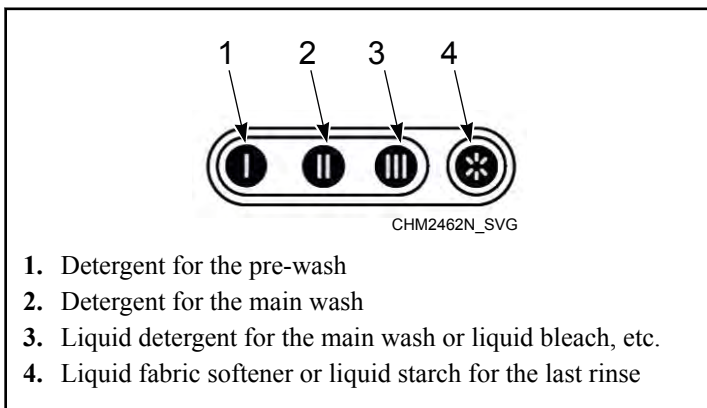 1 2 3 4
I II III
CHM2462N_SVG
1. Detergent for the pre-wash
2. Detergent for the main wash
3. Liquid detergent for the main wash or liquid bleach, etc.
4. Liquid fabric softener or liquid starch for the last rinse